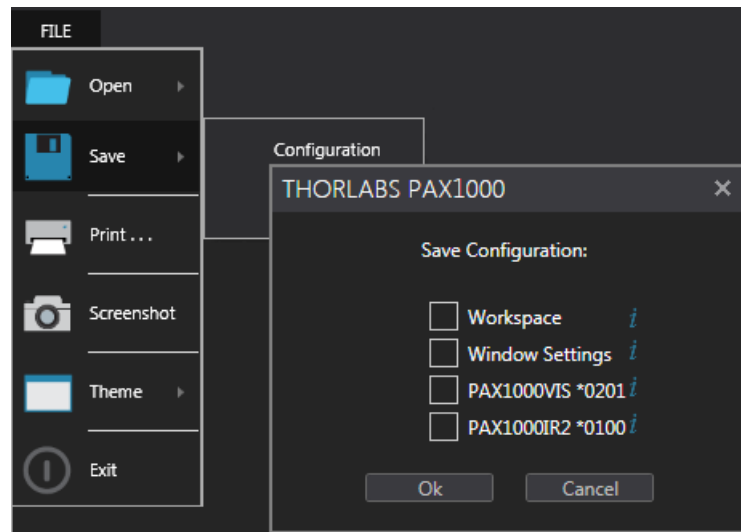 FILE
Open
Save
Print ...
Screenshot
Theme
Exit
Configuration
THORLABS PAX1000
Save Configuration:
Workspace i
Window Settings i
PAX1000VIS *0201 i
PAX1000IR2 *0100 i
Ok
Cancel